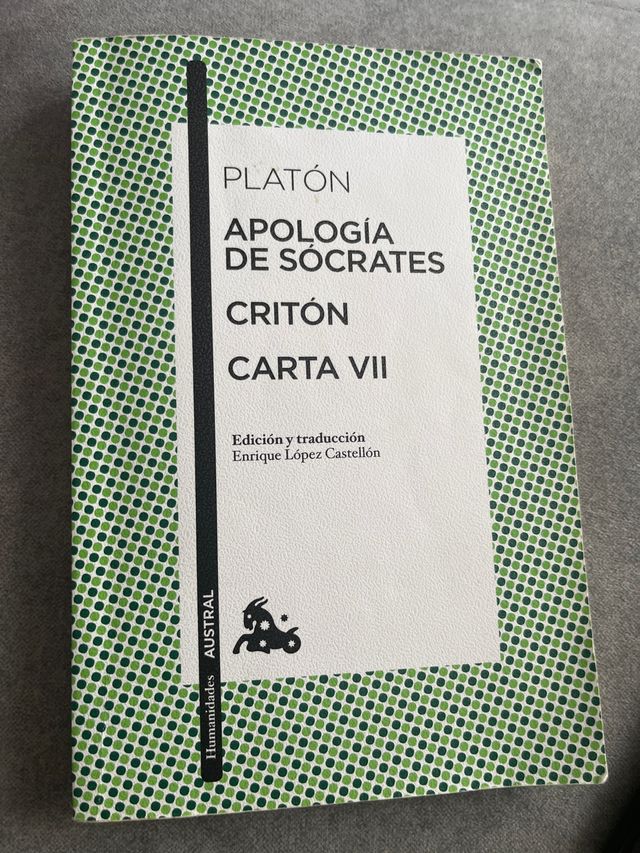 PLATÓN
APOLOGÍA
DE SÓCRATES
CRITÓN
CARTA VII
Edición y traducción
Enrique López Castellón
Humanidades AUSTRAL